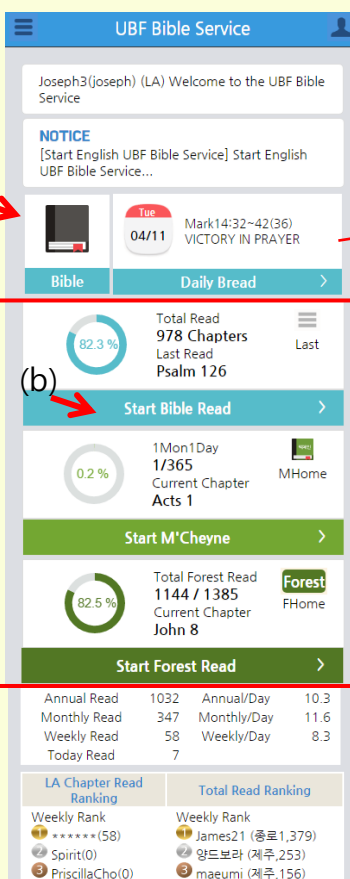 UBF Bible Service
Joseph3(joseph) (LA) Welcome to the UBF Bible
Service
NOTICE
[Start English UBF Bible Service] Start English
UBF Bible Service...
Tue
04/11
Mark14:32~42(36)
VICTORY IN PRAYER
Bible
Daily Bread >
82.3 %
Total Read
978 Chapters
Last Read
Psalm 126
Last
(b)
Start Bible Read >
0.2 %
1Mon1Day
1/365
Current Chapter
Acts 1
MHome
Start M'Cheyne >
82.5 %
Total Forest Read
1144 / 1385
Current Chapter
John 8
Forest
FHome
Start Forest Read >
Annual Read 1032 Annual/Day 10.3
Monthly Read 347 Monthly/Day 11.6
Weekly Read 58 Weekly/Day 8.3
Today Read 7
LA Chapter Read
Ranking
Total Read Ranking
Weekly Rank
1 ******(58)
2 Spirit(0)
3 PriscillaCho(0)
Weekly Rank
1 James21 (종로1,379)
2 양드보라 (제주,253)
3 maeumi (제주,156)